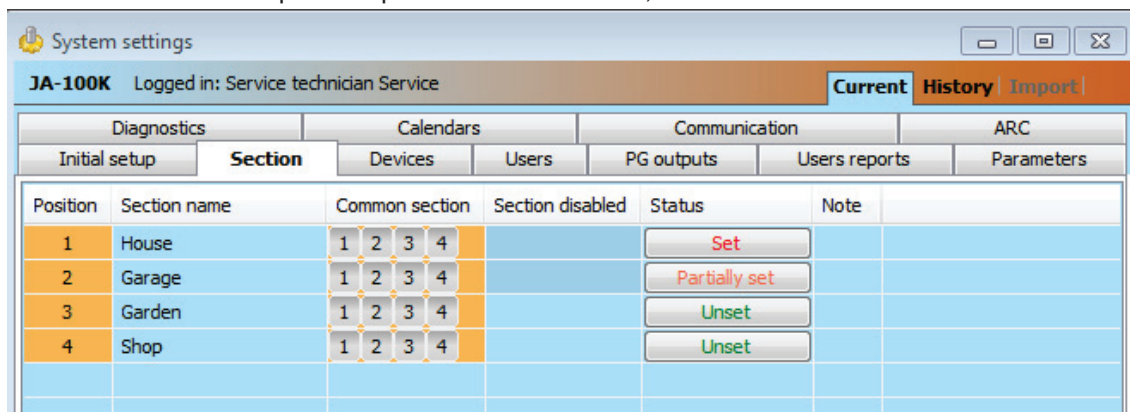 System settings
JA-100K Logged in: Service technician Service Current History Import
Diagnostics Calendars Communication ARC
Initial setup Section Devices Users PG outputs Users reports Parameters
Position Section name Common section Section disabled Status Note
1 House 1 2 3 4 Set
2 Garage 1 2 3 4 Partially set
3 Garden 1 2 3 4 Unset
4 Shop 1 2 3 4 Unset